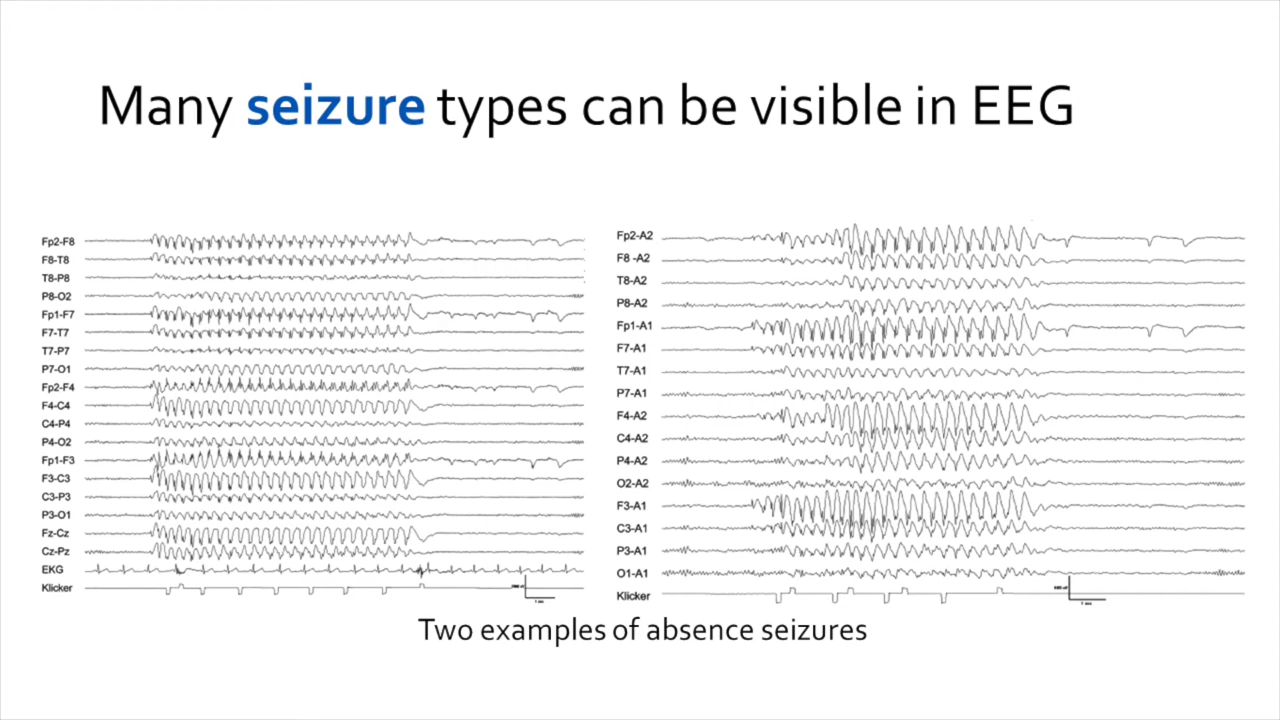 Many seizure types can be visible in EEG
Fp2-F8
F8-T8
T8-P8
P8-O2
Fp1-F7
F7-T7
T7-P7
P7-O1
Fp2-F4
F4-C4
C4-P4
P4-O2
Fp1-F3
F3-C3
C3-P3
P3-O1
Fz-Cz
Cz-Pz
EKG
Klicker
Fp2-A2
F8 -A2
T8-A2
P8-A2
Fp1-A1
F7-A1
T7-A1
P7-A1
F4-A2
C4-A2
P4-A2
O2-A2
F3-A1
C3-A1
P3-A1
O1-A1
Klicker
Two examples of absence seizures